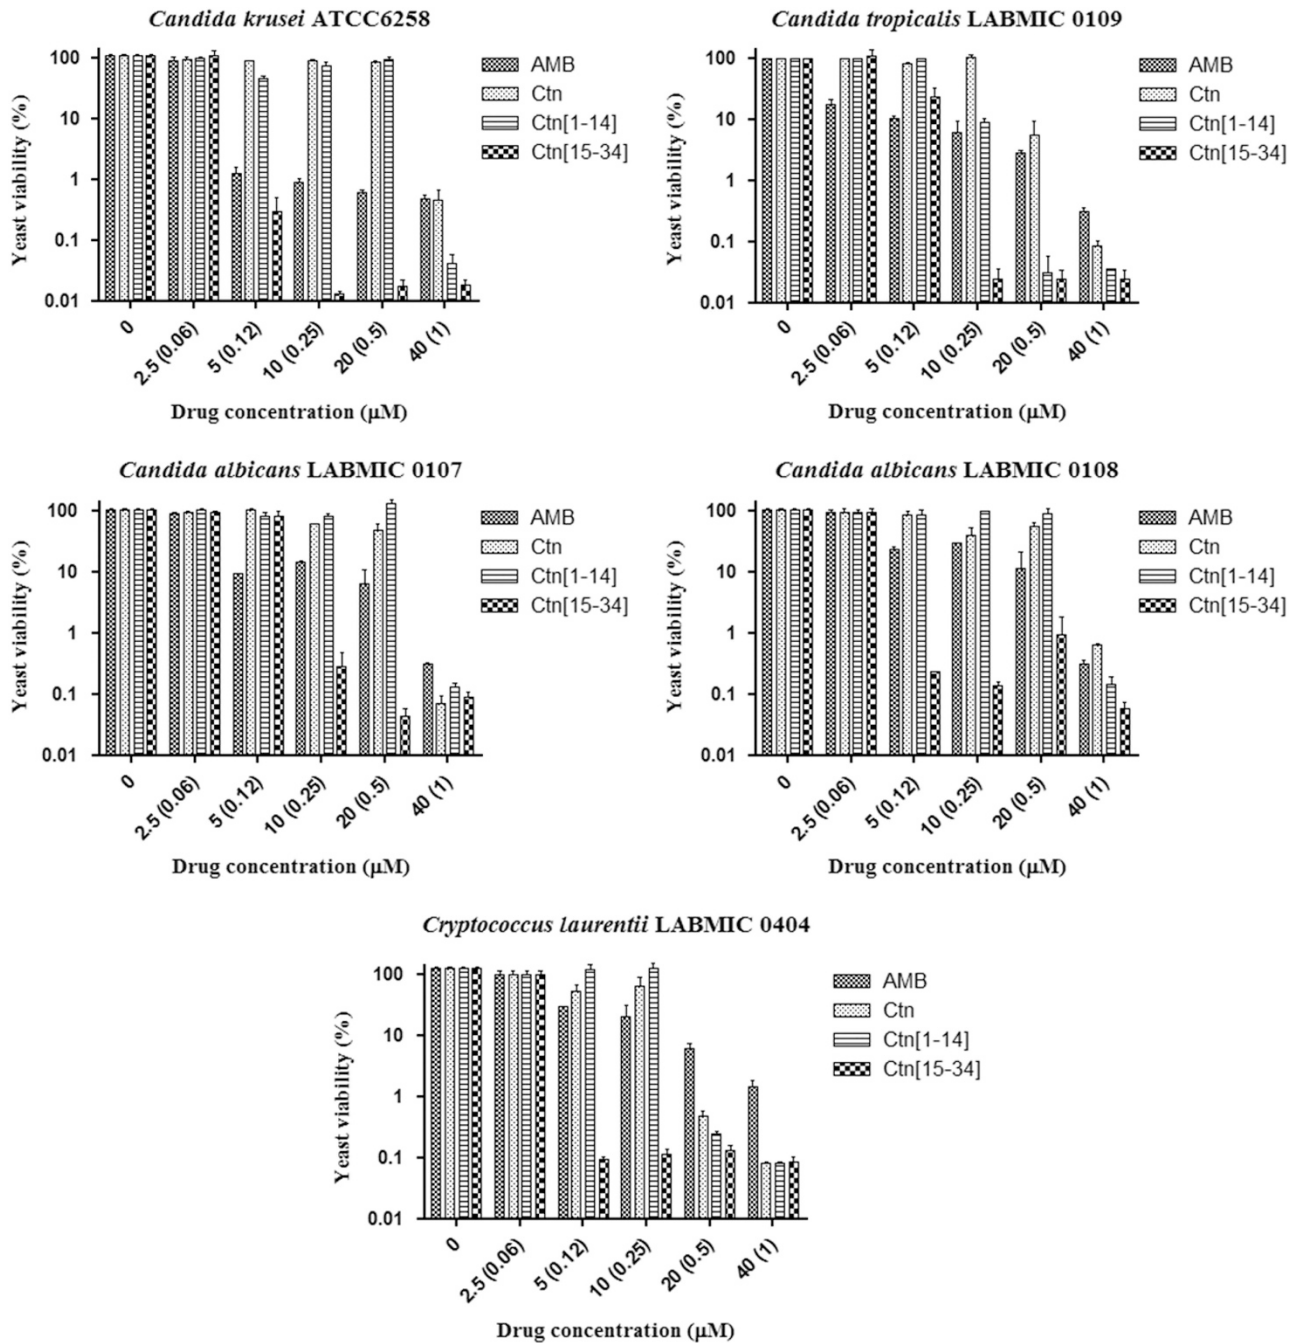 Candida krusei ATCC6258
Yeast viability (%)
100
10
1
0.1
0.01
0
2.5 (0.06)
5 (0.12)
10 (0.25)
20 (0.5)
40 (1)
Drug concentration (µM)
AMB
Ctn
Ctn[1-14]
Ctn[15-34]
Candida tropicalis LABMIC 0109
Yeast viability (%)
100
10
1
0.1
0.01
0
2.5 (0.06)
5 (0.12)
10 (0.25)
20 (0.5)
40 (1)
Drug concentration (µM)
AMB
Ctn
Ctn[1-14]
Ctn[15-34]
Candida albicans LABMIC 0107
Yeast viability (%)
100
10
1
0.1
0.01
0
2.5 (0.06)
5 (0.12)
10 (0.25)
20 (0.5)
40 (1)
Drug concentration (µM)
AMB
Ctn
Ctn[1-14]
Ctn[15-34]
Candida albicans LABMIC 0108
Yeast viability (%)
100
10
1
0.1
0.01
0
2.5 (0.06)
5 (0.12)
10 (0.25)
20 (0.5)
40 (1)
Drug concentration (µM)
AMB
Ctn
Ctn[1-14]
Ctn[15-34]
Cryptococcus laurentii LABMIC 0404
Yeast viability (%)
100
10
1
0.1
0.01
0
2.5 (0.06)
5 (0.12)
10 (0.25)
20 (0.5)
40 (1)
Drug concentration (µM)
AMB
Ctn
Ctn[1-14]
Ctn[15-34]